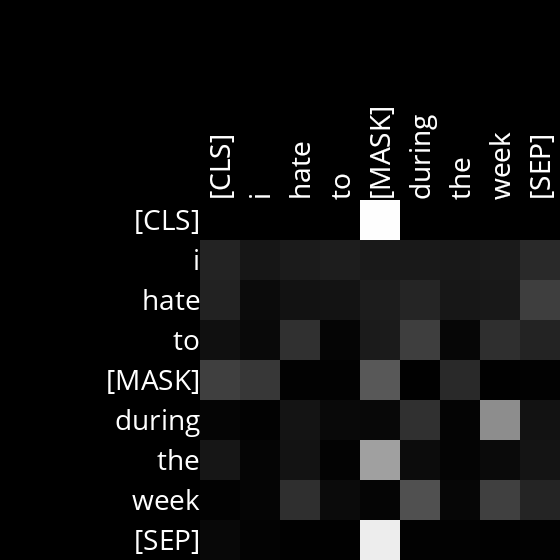 [CLS] i hate to [MASK] during the week [SEP]
[CLS]
i
hate
to
[MASK]
during
the
week
[SEP]